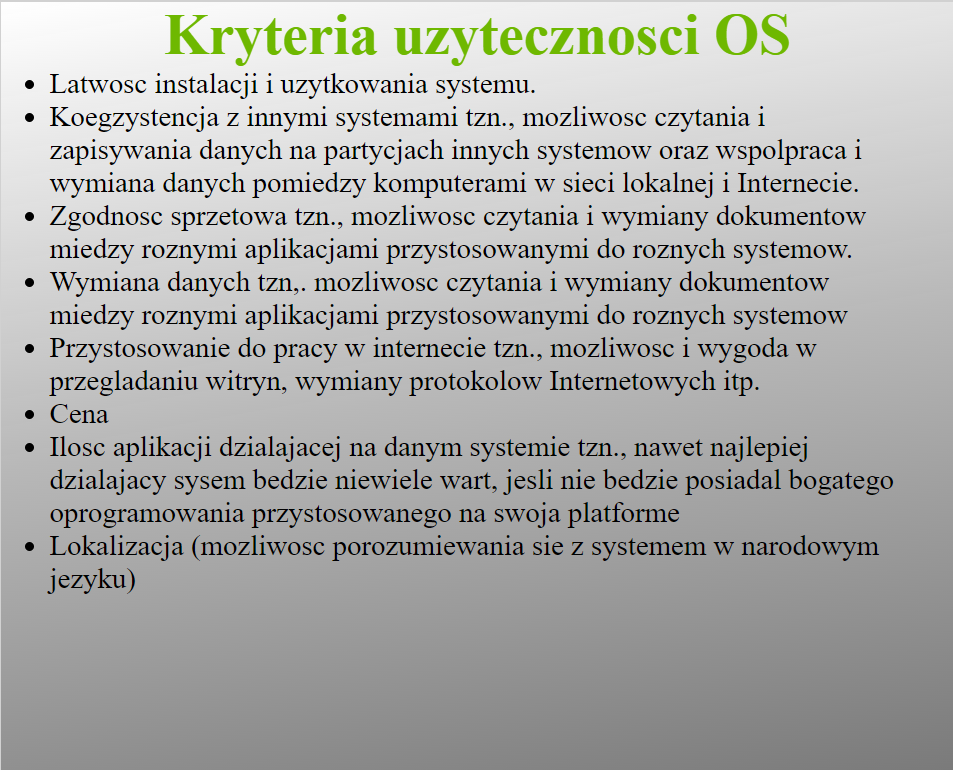 Kryteria uzytecznosci OS
• Latwosc instalacji i uzytkowania systemu.
• Koegzystencja z innymi systemami tzn., mozliwosc czytania i
zapisywania danych na partycjach innych systemow oraz wspolpraca i
wymiana danych pomiedzy komputerami w sieci lokalnej i Internecie.
• Zgodnosc sprzetowa tzn., mozliwosc czytania i wymiany dokumentow
miedzy roznymi aplikacjami przystosowanymi do roznych systemow.
• Wymiana danych tzn,. mozliwosc czytania i wymiany dokumentow
miedzy roznymi aplikacjami przystosowanymi do roznych systemow
• Przystosowanie do pracy w internecie tzn., mozliwosc i wygoda w
przegladaniu witryn, wymiany protokolow Internetowych itp.
• Cena
• Ilosc aplikacji dzialajacej na danym systemie tzn., nawet najlepiej
dzialajacy sysem bedzie niewiele wart, jesli nie bedzie posiadal bogatego
oprogramowania przystosowanego na swoja platforme
• Lokalizacja (mozliwosc porozumiewania sie z systemem w narodowym
jezyku)